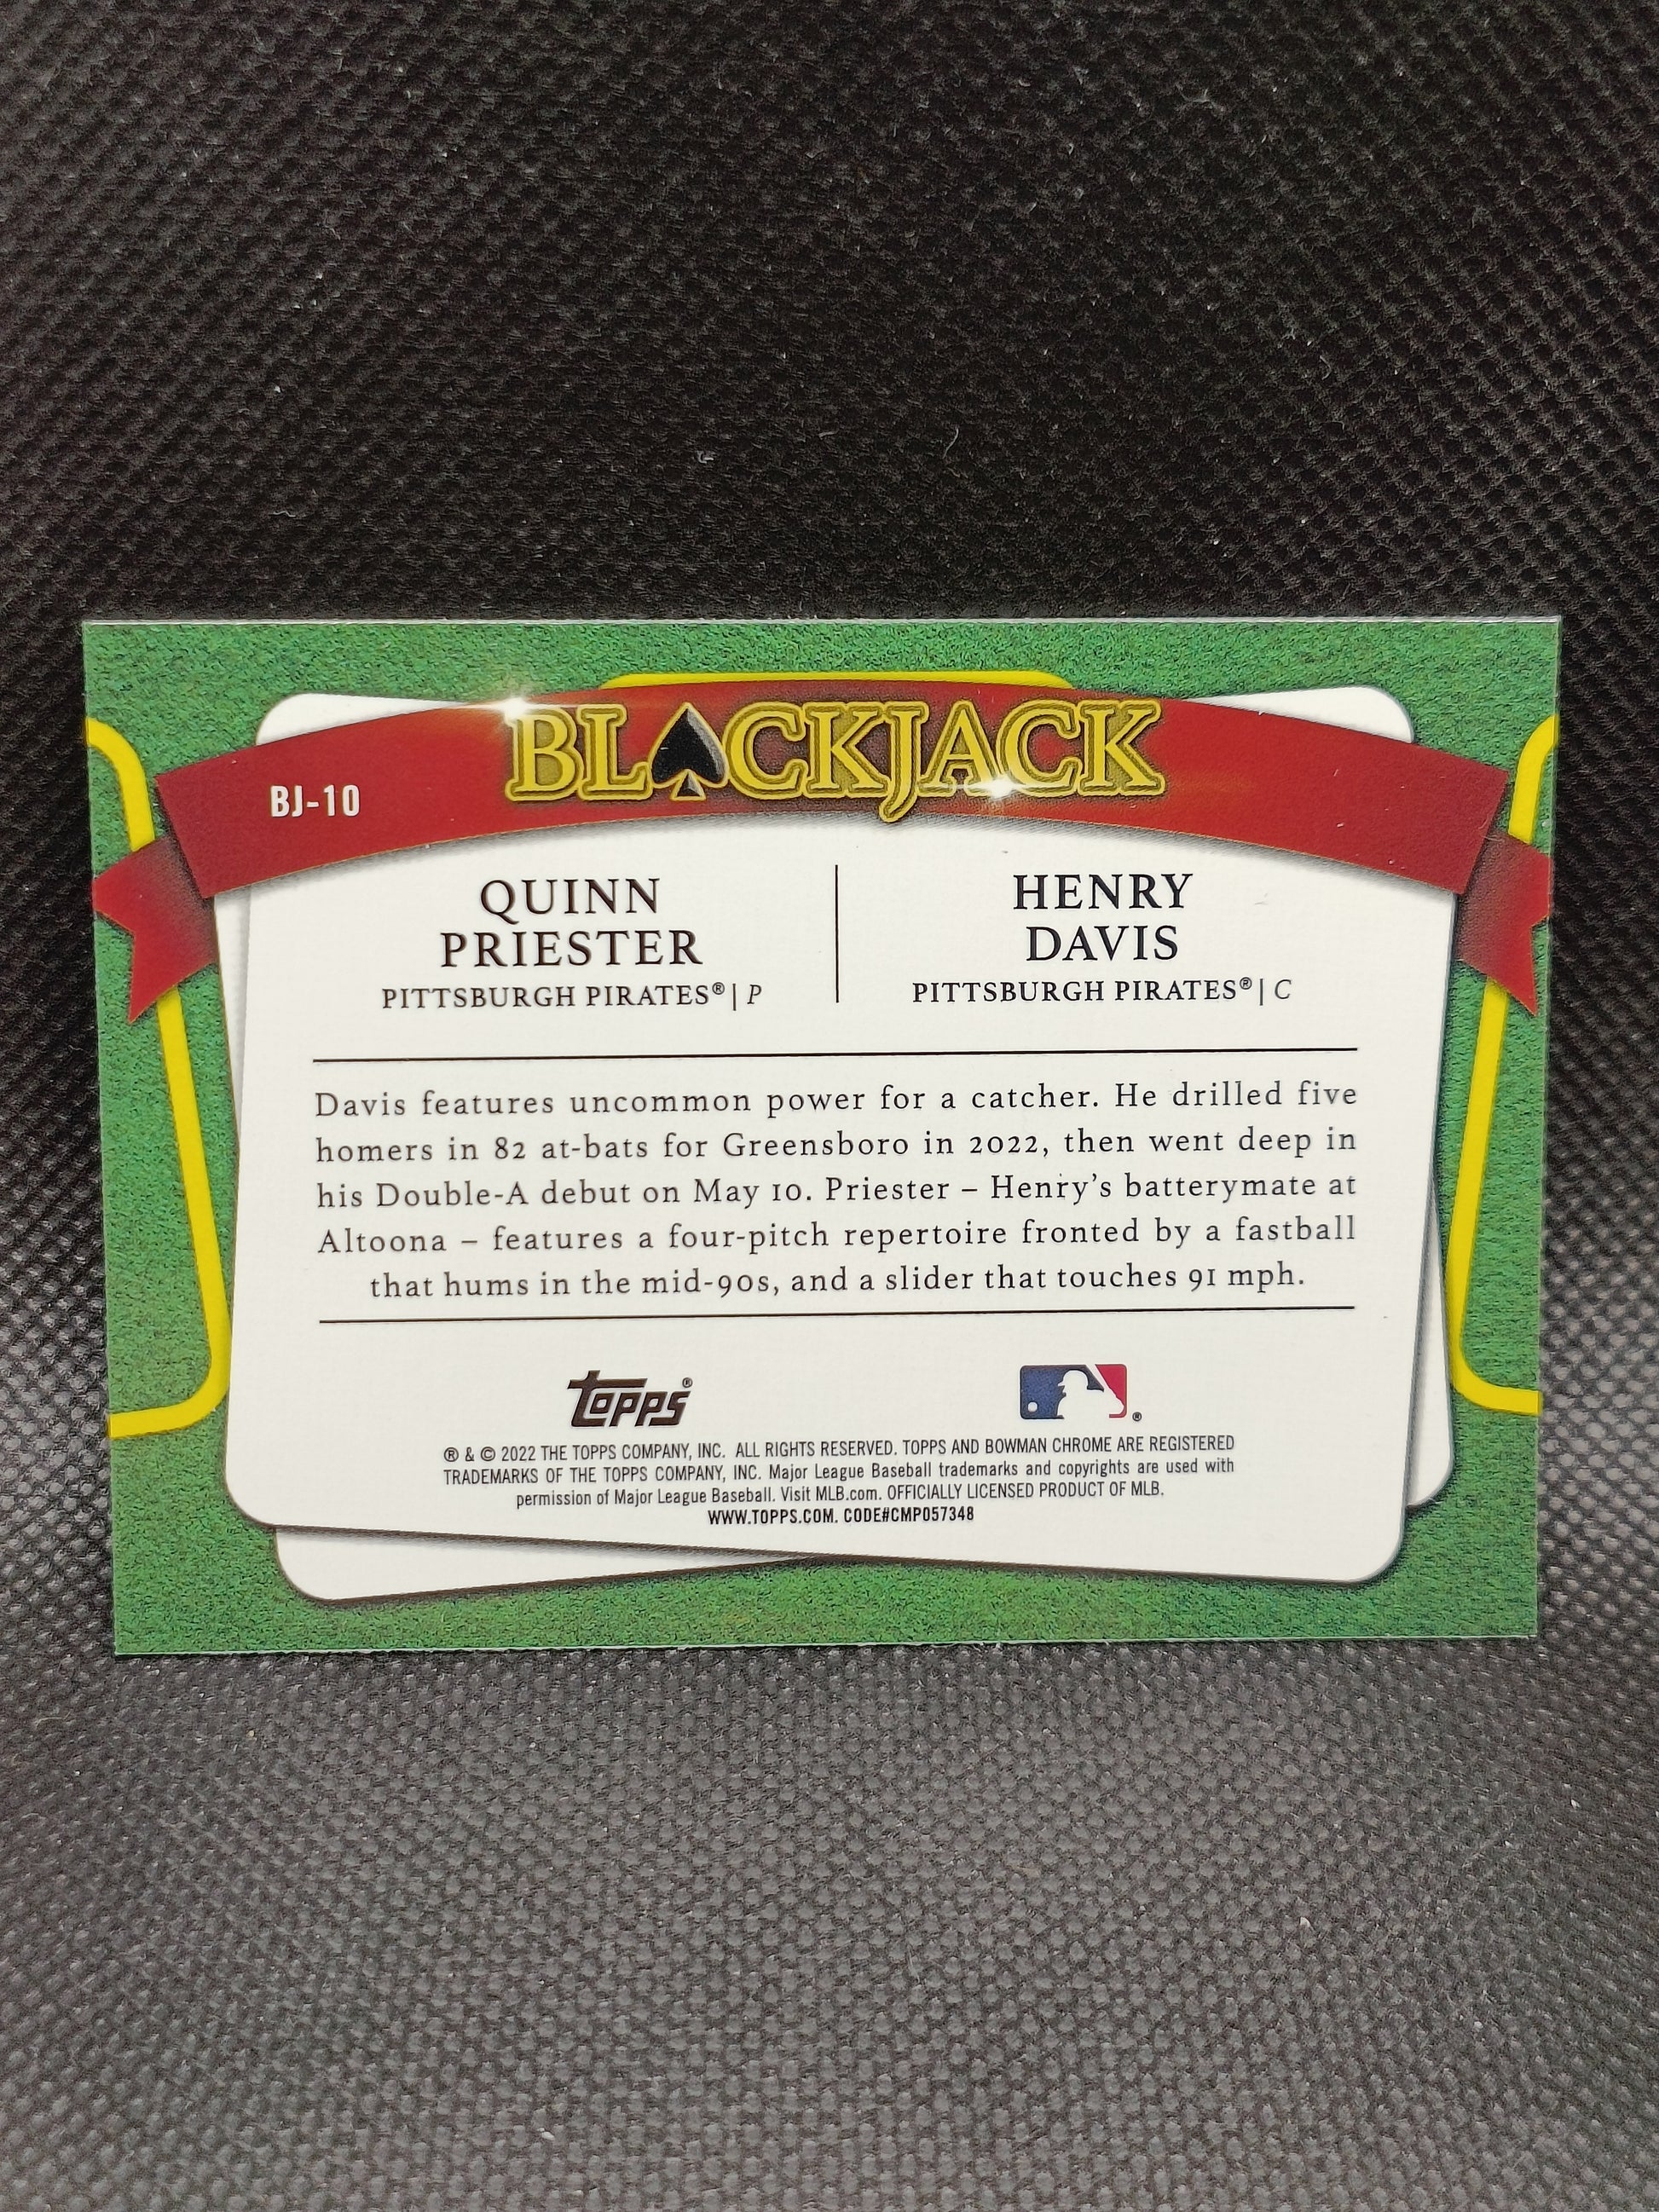 BLACKJACK
BJ-10
QUINN
PRIESTER
PITTSBURGH PIRATES® | P
HENRY
DAVIS
PITTSBURGH PIRATES® | C
Davis features uncommon power for a catcher. He drilled five
homers in 82 at-bats for Greensboro in 2022, then went deep in
his Double-A debut on May 10. Priester – Henry's batterymate at
Altoona – features a four-pitch repertoire fronted by a fastball
that hums in the mid-90s, and a slider that touches 91 mph.
topps®
®
® & © 2022 THE TOPPS COMPANY, INC. ALL RIGHTS RESERVED. TOPPS AND BOWMAN CHROME ARE REGISTERED
TRADEMARKS OF THE TOPPS COMPANY, INC. Major League Baseball trademarks and copyrights are used with
permission of Major League Baseball. Visit MLB.com. OFFICIALLY LICENSED PRODUCT OF MLB.
WWW.TOPPS.COM. CODE#CMP057348